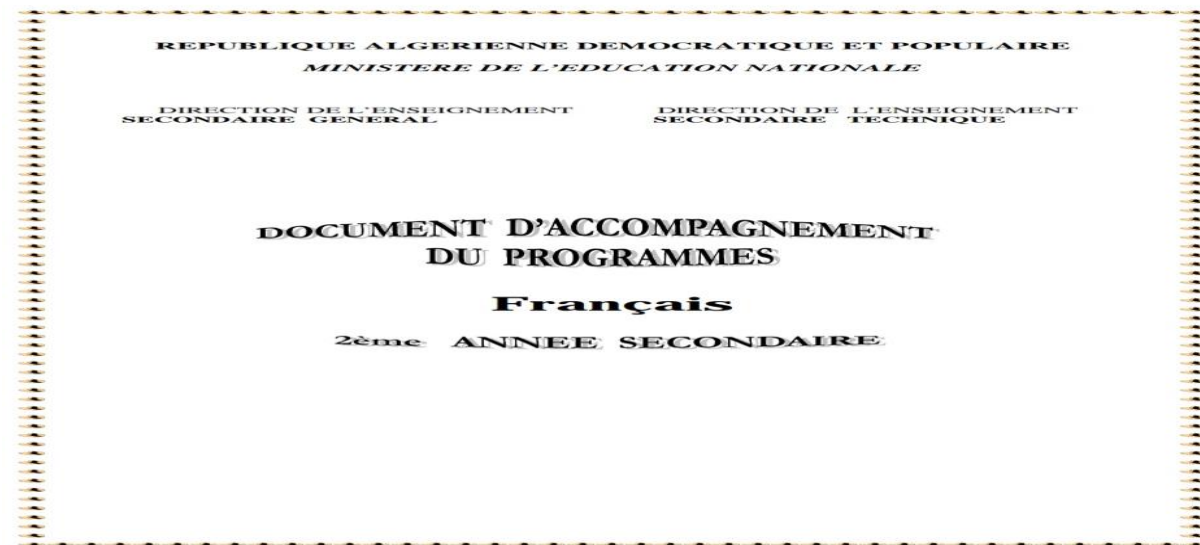 REPUBLIQUE ALGERIENNE DEMOCRATIQUE ET POPULAIRE
MINISTERE DE L'EDUCATION NATIONALE
DIRECTION DE L'ENSEIGNEMENT
SECONDAIRE GENERAL
DIRECTION DE L'ENSEIGNEMENT
SECONDAIRE TECHNIQUE
DOCUMENT D'ACCOMPAGNEMENT
DU PROGRAMMES
Français
2ème ANNEE SECONDAIRE